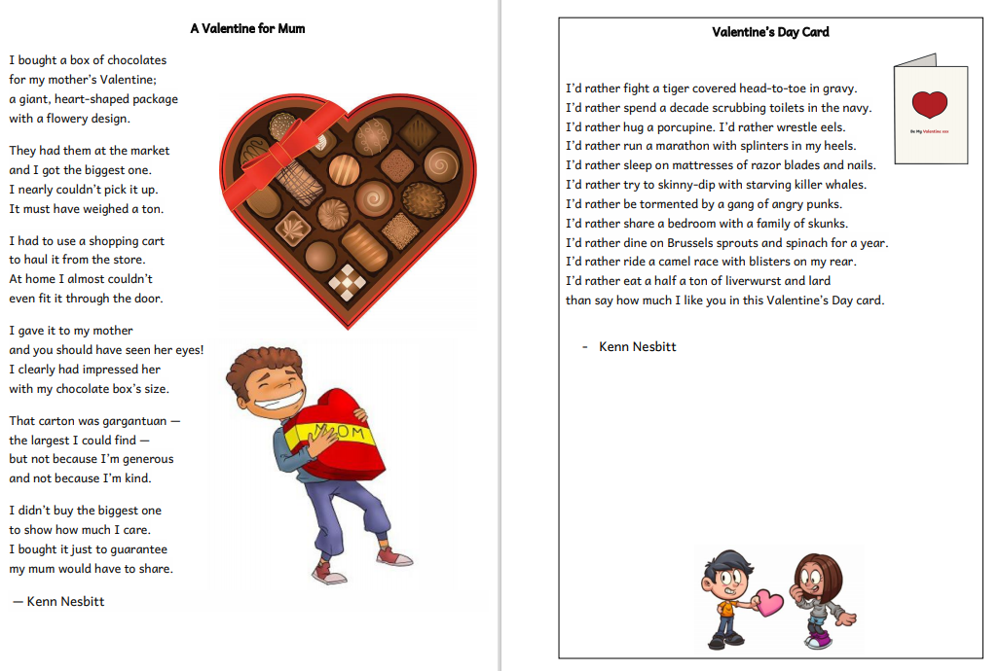 A Valentine for Mum
I bought a box of chocolates
for my mother's Valentine;
a giant, heart-shaped package
with a flowery design.
They had them at the market
and I got the biggest one.
I nearly couldn't pick it up.
It must have weighed a ton.
I had to use a shopping cart
to haul it from the store.
At home I almost couldn't
even fit it through the door.
I gave it to my mother
and you should have seen her eyes!
I clearly had impressed her
with my chocolate box's size.
That carton was gargantuan —
the largest I could find —
but not because I'm generous
and not because I'm kind.
I didn't buy the biggest one
to show how much I care.
I bought it just to guarantee
my mum would have to share.
— Kenn Nesbitt
MOM
Valentine's Day Card
I'd rather fight a tiger covered head-to-toe in gravy.
I'd rather spend a decade scrubbing toilets in the navy.
I'd rather hug a porcupine. I'd rather wrestle eels.
I'd rather run a marathon with splinters in my heels.
I'd rather sleep on mattresses of razor blades and nails.
I'd rather try to skinny-dip with starving killer whales.
I'd rather be tormented by a gang of angry punks.
I'd rather share a bedroom with a family of skunks.
I'd rather dine on Brussels sprouts and spinach for a year.
I'd rather ride a camel race with blisters on my rear.
I'd rather eat a half a ton of liverwurst and lard
than say how much I like you in this Valentine's Day card.
- Kenn Nesbitt
Be My Valentine xxx